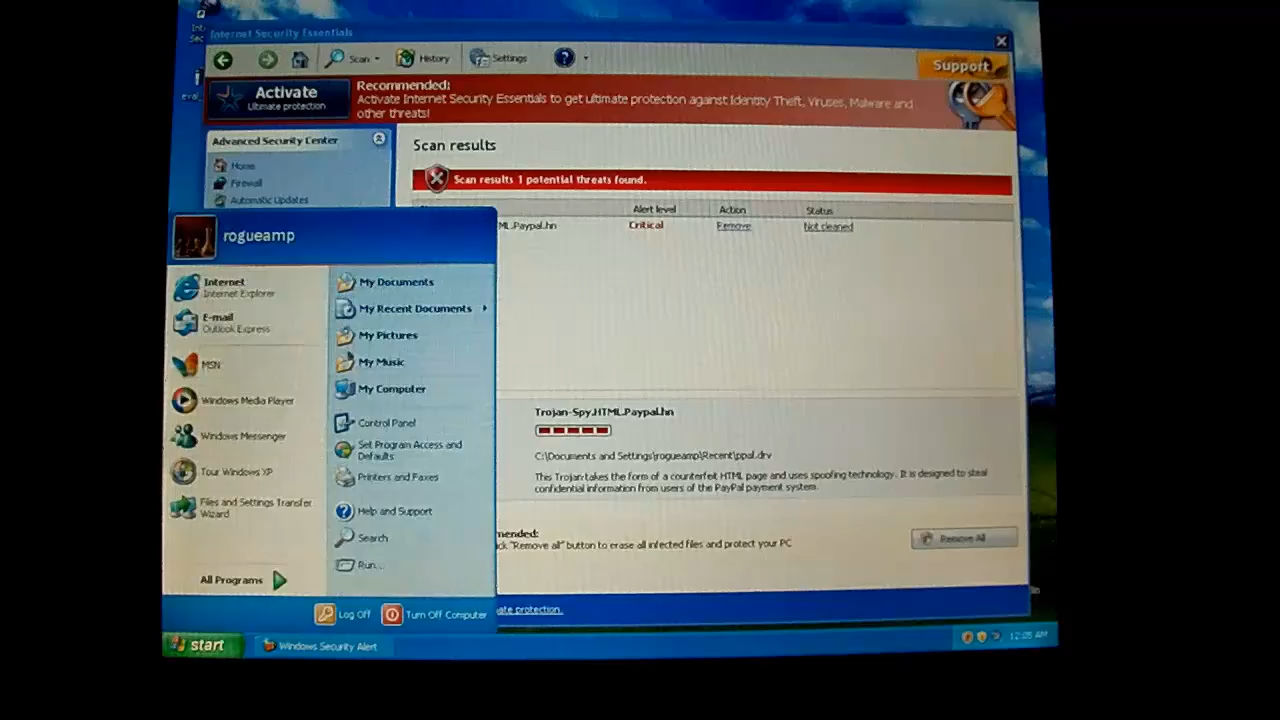 Internet Security Essentials
Scan
History
Settings
Support
Activate
Ultimate protection
Recommended:
Activate Internet Security Essentials to get ultimate protection against Identity Theft, Viruses, Malware and
other threats!
Advanced Security Center
Home
Firewall
Automatic Updates
Scan results
Scan results 1 potential threats found.
Alert level
Action
Status
ML.Paypal.hn
Critical
Remove
Not cleaned
rogueamp
Internet
Internet Explorer
E-mail
Outlook Express
MSN
Windows Media Player
Windows Messenger
Tour Windows XP
Files and Settings Transfer
Wizard
All Programs
My Documents
My Recent Documents
My Pictures
My Music
My Computer
Control Panel
Set Program Access and
Defaults
Printers and Faxes
Help and Support
Search
Run...
Log Off
Turn Off Computer
Trojan-Spy.HTML.Paypal.hn
C:\Documents and Settings\rogueamp\Recent\ppal.drv
This Trojan takes the form of a counterfeit HTML page and uses spoofing technology. It is designed to steal
confidential information from users of the PayPal payment system.
mended:
ck "Remove all" button to erase all infected files and protect your PC
Remove All
ate protection.
start
Windows Security Alert
12:05 AM